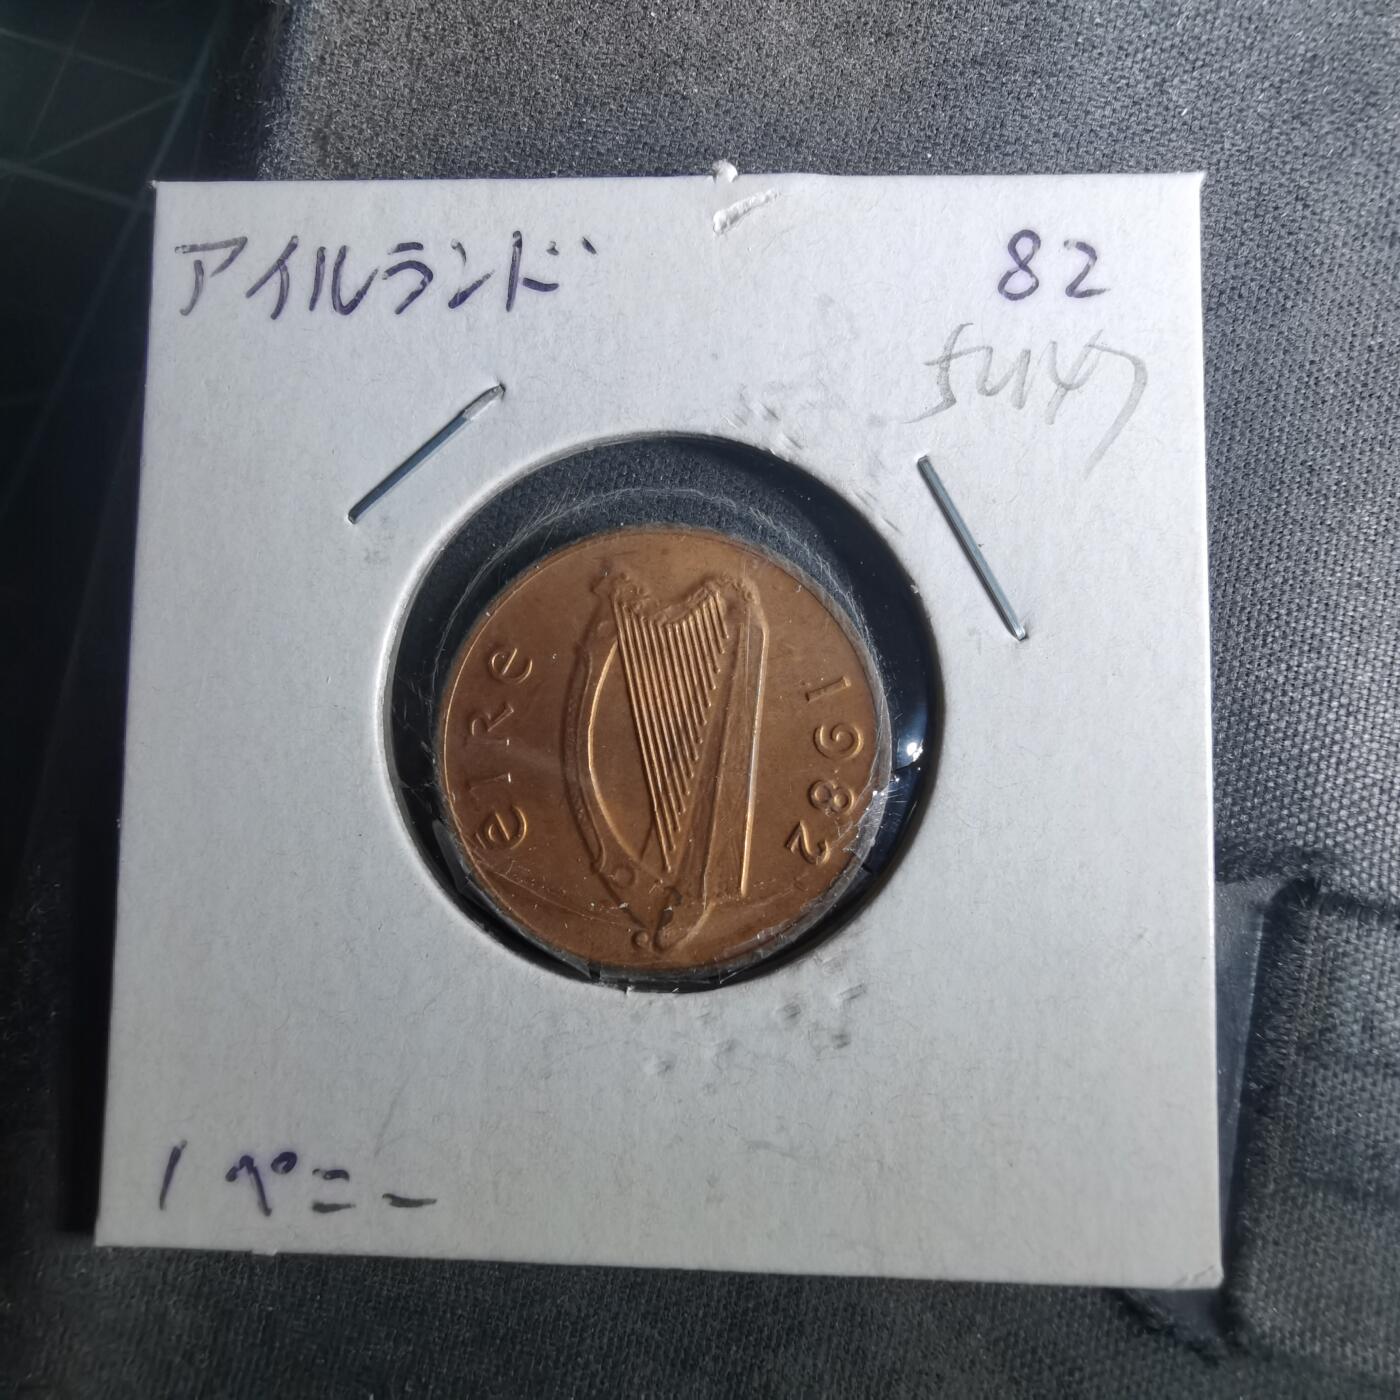 アイルランド 82
éire 1982
1 ペニー